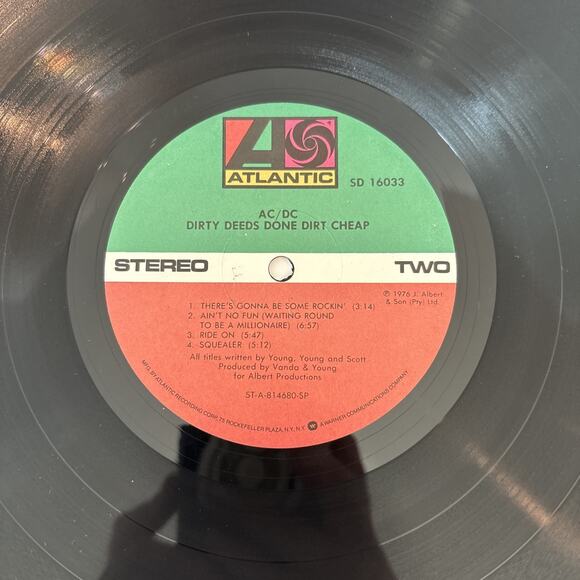 ATLANTIC
SD 16033
AC/DC
DIRTY DEEDS DONE DIRT CHEAP
STEREO TWO
℗ 1976 J. Albert
& Son (Pty) Ltd.
1. THERE'S GONNA BE SOME ROCKIN' (3:14)
2. AIN'T NO FUN (WAITING ROUND
TO BE A MILLIONAIRE) (6:57)
3. RIDE ON (5:47)
4. SQUEALER (5:12)
All titles written by Young, Young and Scott
Produced by Vanda & Young
for Albert Productions
ST-A-814680-SP
MFG. BY ATLANTIC RECORDING CORP. 75 ROCKEFELLER PLAZA, N.Y., N.Y. A WARNER COMMUNICATIONS COMPANY